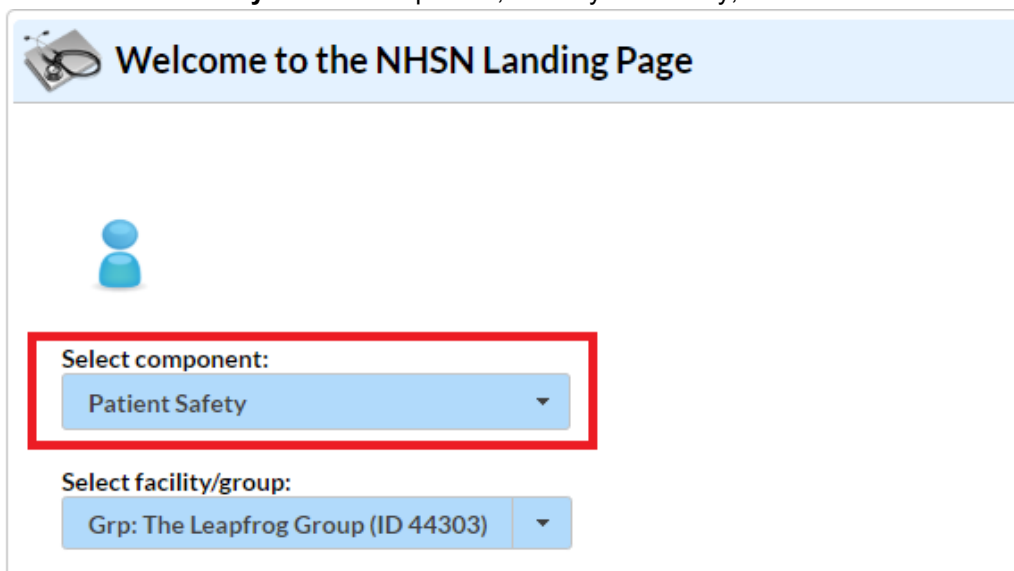 Welcome to the NHSN Landing Page
Select component:
Patient Safety
Select facility/group:
Grp: The Leapfrog Group (ID 44303)